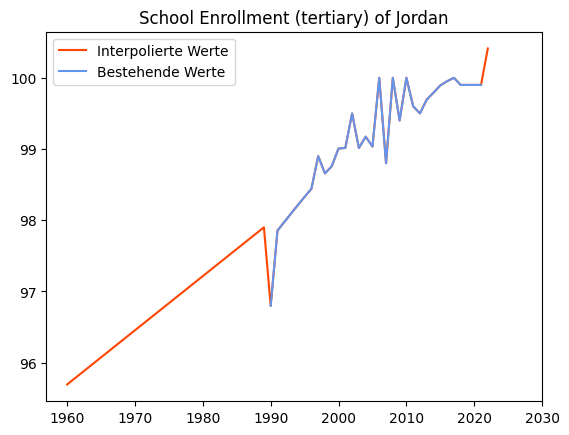 School Enrollment (tertiary) of Jordan
Interpolierte Werte
Bestehende Werte
100
99
98
97
96
1960 1970 1980 1990 2000 2010 2020 2030